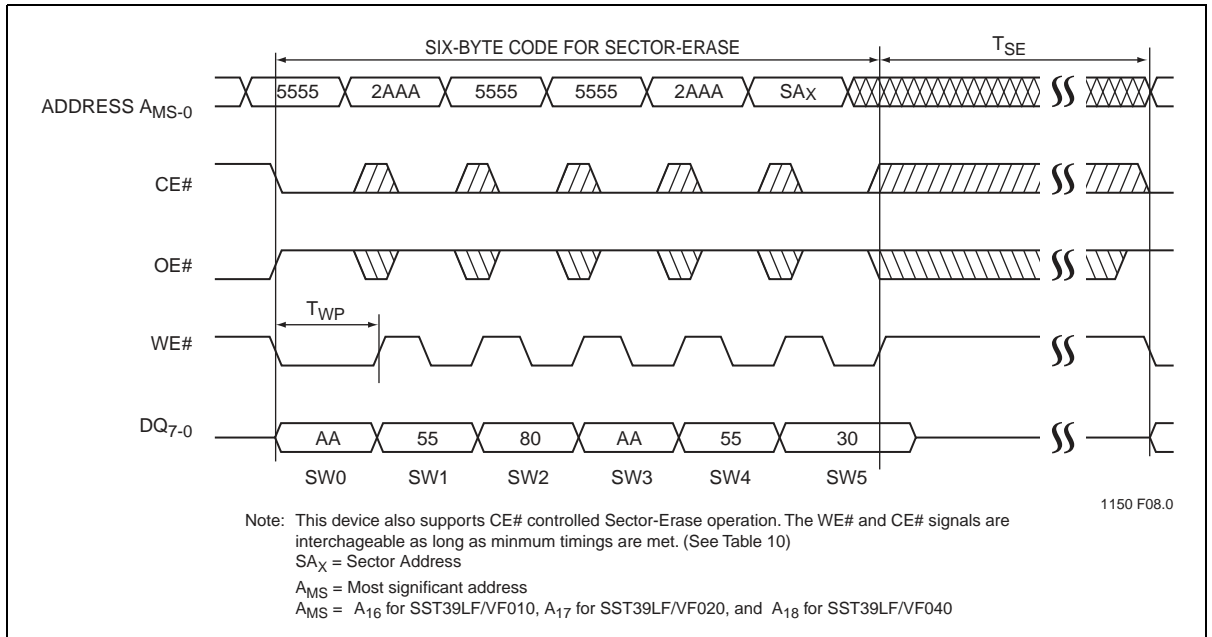 SIX-BYTE CODE FOR SECTOR-ERASE TSE
ADDRESS AMS-0 5555 2AAA 5555 5555 2AAA SAX
CE#
OE#
TWP
WE#
DQ7-0 AA 55 80 AA 55 30
SW0 SW1 SW2 SW3 SW4 SW5
1150 F08.0
Note: This device also supports CE# controlled Sector-Erase operation. The WE# and CE# signals are
interchageable as long as minmum timings are met. (See Table 10)
SAX = Sector Address
AMS = Most significant address
AMS = A16 for SST39LF/VF010, A17 for SST39LF/VF020, and A18 for SST39LF/VF040